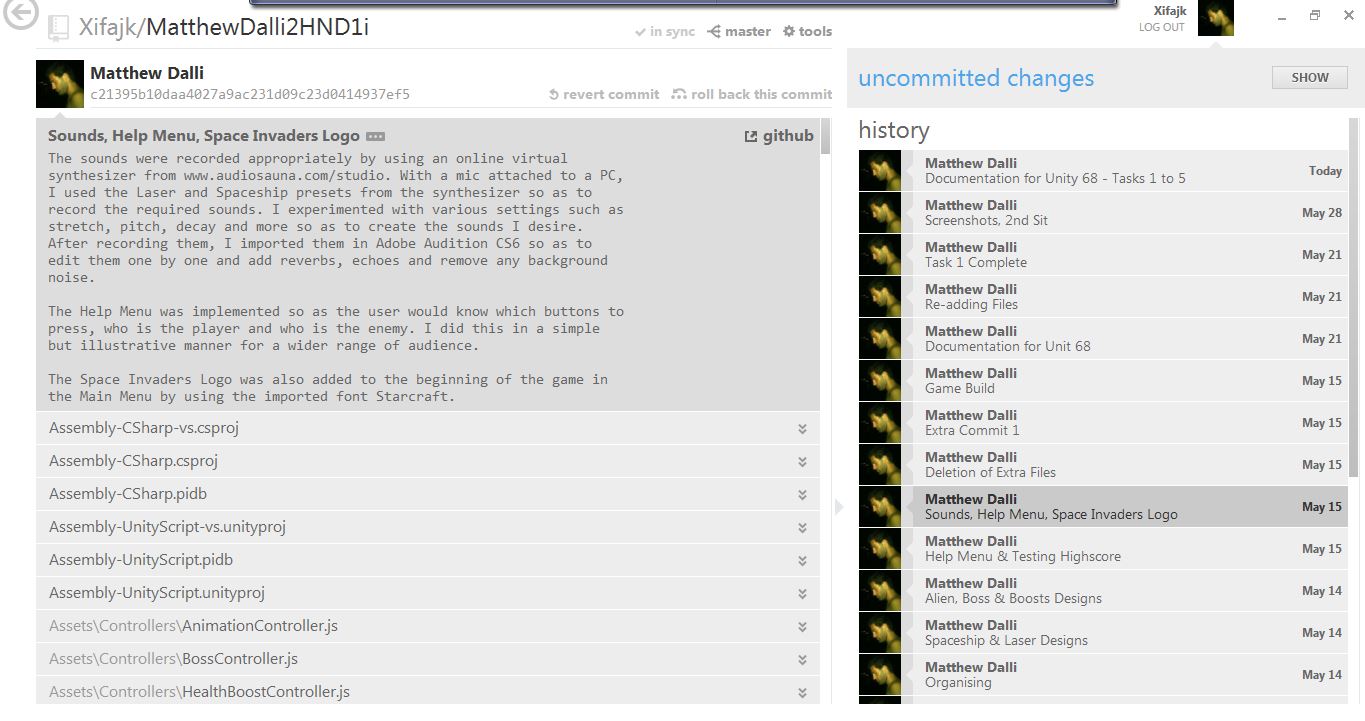 Xifajk/MatthewDalli2HND1i
in sync
master
tools
Xifajk
LOG OUT
Matthew Dalli
c21395b10daa4027a9ac231d09c23d0414937ef5
revert commit
roll back this commit
Sounds, Help Menu, Space Invaders Logo
github
The sounds were recorded appropriately by using an online virtual
synthesizer from www.audiosauna.com/studio. With a mic attached to a PC,
I used the Laser and Spaceship presets from the synthesizer so as to
record the required sounds. I experimented with various settings such as
stretch, pitch, decay and more so as to create the sounds I desire.
After recording them, I imported them in Adobe Audition CS6 so as to
edit them one by one and add reverbs, echoes and remove any background
noise.
The Help Menu was implemented so as the user would know which buttons to
press, who is the player and who is the enemy. I did this in a simple
but illustrative manner for a wider range of audience.
The Space Invaders Logo was also added to the beginning of the game in
the Main Menu by using the imported font Starcraft.
Assembly-CSharp-vs.csproj
Assembly-CSharp.csproj
Assembly-CSharp.pidb
Assembly-UnityScript-vs.unityproj
Assembly-UnityScript.pidb
Assembly-UnityScript.unityproj
Assets\Controllers\AnimationController.js
Assets\Controllers\BossController.js
Assets\Controllers\HealthBoostController.js
uncommitted changes
SHOW
history
Matthew Dalli
Documentation for Unity 68 - Tasks 1 to 5
Today
Matthew Dalli
Screenshots, 2nd Sit
May 28
Matthew Dalli
Task 1 Complete
May 21
Matthew Dalli
Re-adding Files
May 21
Matthew Dalli
Documentation for Unit 68
May 21
Matthew Dalli
Game Build
May 15
Matthew Dalli
Extra Commit 1
May 15
Matthew Dalli
Deletion of Extra Files
May 15
Matthew Dalli
Sounds, Help Menu, Space Invaders Logo
May 15
Matthew Dalli
Help Menu & Testing Highscore
May 15
Matthew Dalli
Alien, Boss & Boosts Designs
May 14
Matthew Dalli
Spaceship & Laser Designs
May 14
Matthew Dalli
Organising
May 14